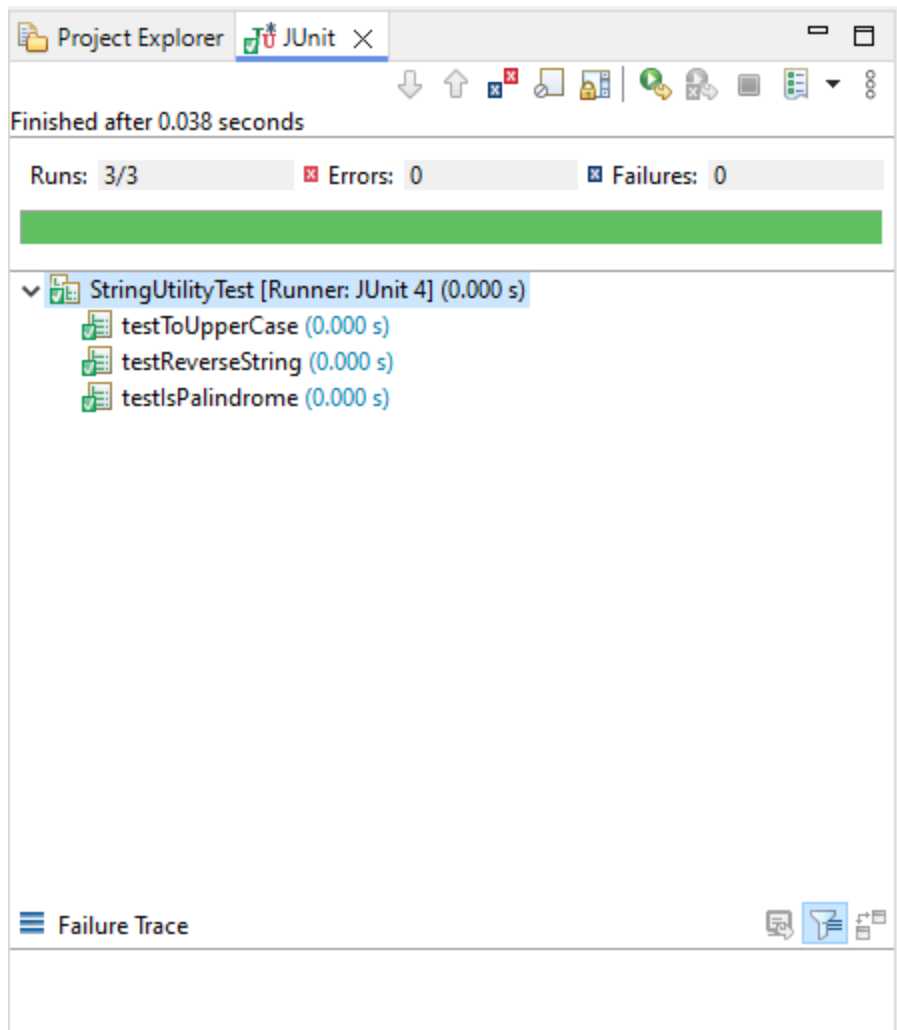 Project Explorer JUnit
Finished after 0.038 seconds
Runs: 3/3 Errors: 0 Failures: 0
StringUtilityTest [Runner: JUnit 4] (0.000 s)
testToUpperCase (0.000 s)
testReverseString (0.000 s)
testIsPalindrome (0.000 s)
Failure Trace